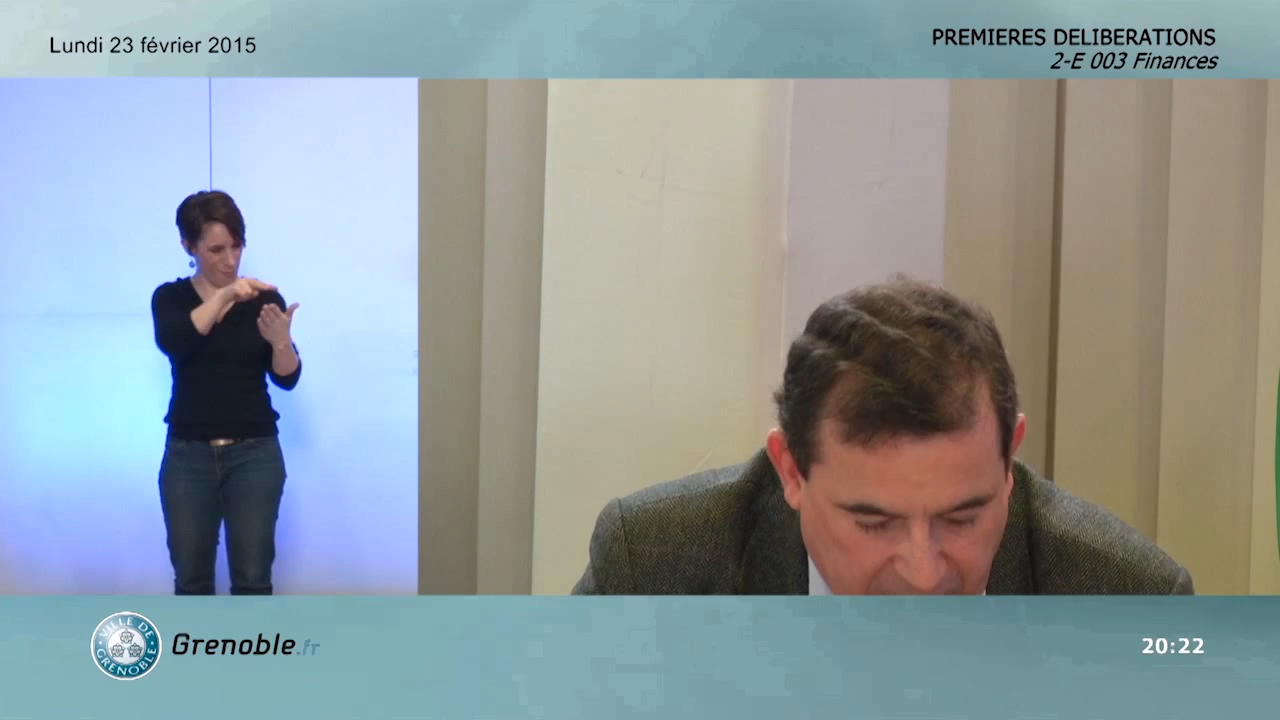 Lundi 23 février 2015
PREMIERES DELIBERATIONS
2-E 003 Finances
VILLE DE GRENOBLE
Grenoble.fr
20:22